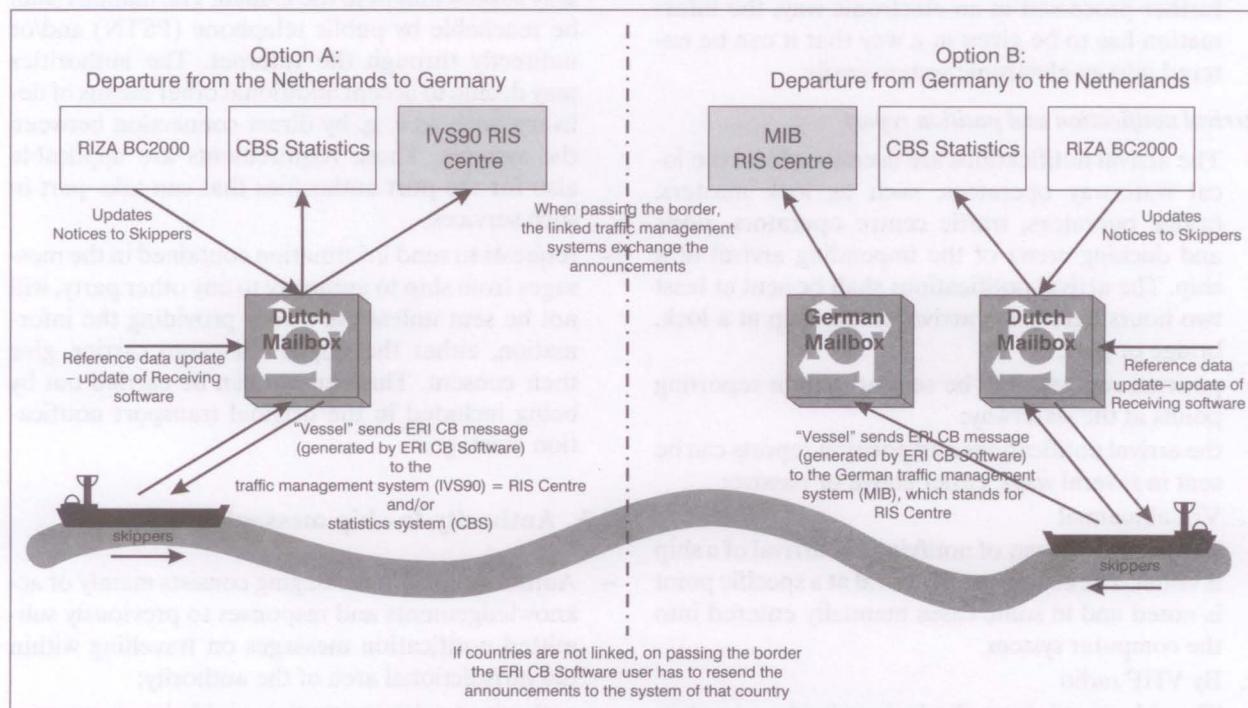 Option A:
Departure from the Netherlands to Germany
RIZA BC2000
CBS Statistics
IVS90 RIS
centre
Updates
Notices to Skippers
Dutch
Mailbox
Reference data update
– update of Receiving
software
"Vessel" sends ERI CB message
(generated by ERI CB Software)
to the
traffic management system (IVS90) = RIS Centre
and/or
statistics system (CBS)
skippers
When passing the border,
the linked traffic management
systems exchange the
announcements
Option B:
Departure from Germany to the Netherlands
MIB
RIS centre
CBS Statistics
RIZA BC2000
Updates
Notices to Skippers
German
Mailbox
Dutch
Mailbox
Reference data
update–update of
Receiving software
"Vessel" sends ERI CB message
(generated by ERI CB Software)
the German traffic management
system (MIB), which stands for
RIS Centre
skippers
If countries are not linked, on passing the border
the ERI CB Software user has to resend the
announcements to the system of that country